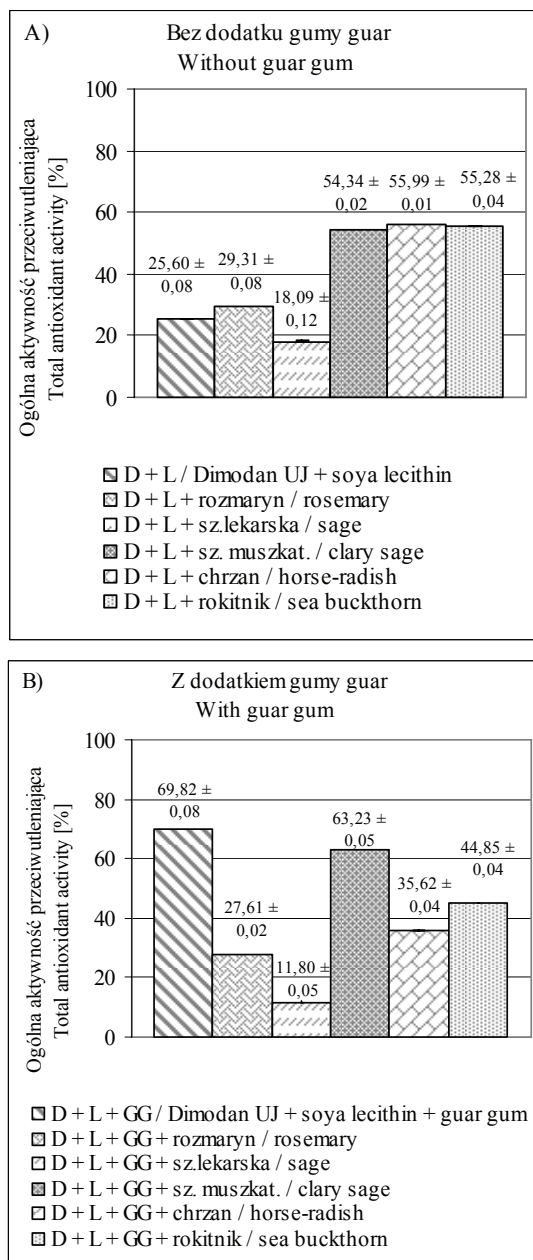 A)
Bez dodatku gumy guar
Without guar gum
Ogólna aktywność przeciwutleniająca
Total antioxidant activity [%]
100
80
60
40
20
0
25,60 ±
0,08
29,31 ±
0,08
18,09 ±
0,12
54,34 ±
0,02
55,99 ±
0,01
55,28 ±
0,04
D + L / Dimodan UJ + soya lecithin
D + L + rozmaryn / rosemary
D + L + sz.lekarska / sage
D + L + sz. muszkat. / clary sage
D + L + chrzan / horse-radish
D + L + rokitnik / sea buckthorn
B)
Z dodatkiem gumy guar
With guar gum
Ogólna aktywność przeciwutleniająca
Total antioxidant activity [%]
100
80
60
40
20
0
69,82 ±
0,08
27,61 ±
0,02
11,80 ±
0,05
63,23 ±
0,05
35,62 ±
0,04
44,85 ±
0,04
D + L + GG / Dimodan UJ + soya lecithin + guar gum
D + L + GG + rozmaryn / rosemary
D + L + GG + sz.lekarska / sage
D + L + GG + sz. muszkat. / clary sage
D + L + GG + chrzan / horse-radish
D + L + GG + rokitnik / sea buckthorn